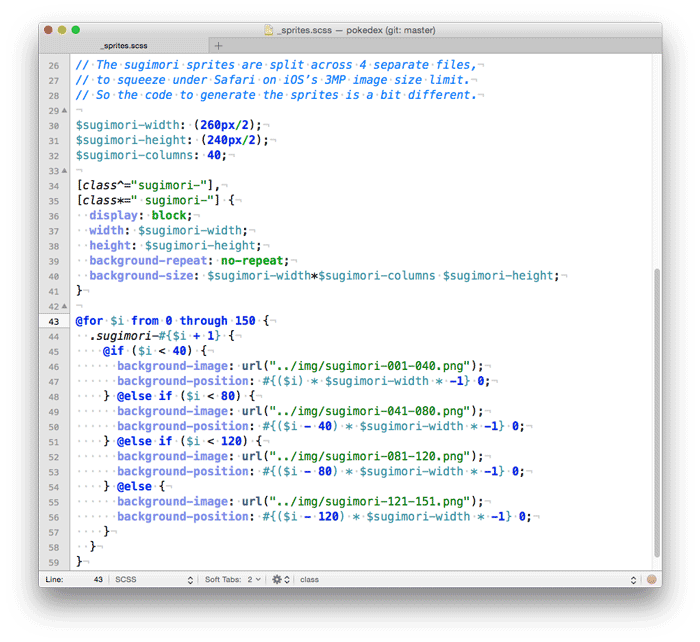 _sprites.scss — pokedex (git: master)
_sprites.scss +
26 // The sugimori sprites are split across 4 separate files,
27 // to squeeze under Safari on iOS’s 3MP image size limit.
28 // So the code to generate the sprites is a bit different.
29
30 $sugimori-width: (260px/2);
31 $sugimori-height: (240px/2);
32 $sugimori-columns: 40;
33
34 [class^="sugimori-"],
35 [class*=" sugimori-"] {
36   display: block;
37   width: $sugimori-width;
38   height: $sugimori-height;
39   background-repeat: no-repeat;
40   background-size: $sugimori-width*$sugimori-columns $sugimori-height;
41 }
42
43 @for $i from 0 through 150 {
44   .sugimori-#{$i + 1} {
45     @if ($i < 40) {
46       background-image: url("../img/sugimori-001-040.png");
47       background-position: #{($i) * $sugimori-width * -1} 0;
48     } @else if ($i < 80) {
49       background-image: url("../img/sugimori-041-080.png");
50       background-position: #{($i - 40) * $sugimori-width * -1} 0;
51     } @else if ($i < 120) {
52       background-image: url("../img/sugimori-081-120.png");
53       background-position: #{($i - 80) * $sugimori-width * -1} 0;
54     } @else {
55       background-image: url("../img/sugimori-121-151.png");
56       background-position: #{($i - 120) * $sugimori-width * -1} 0;
57     }
58   }
59 }
Line: 43 SCSS Soft Tabs: 2 class